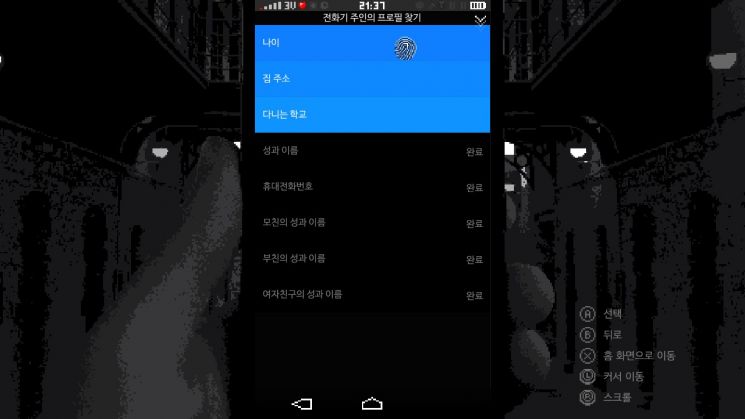 3V 21:37
전화기 주인의 프로필 찾기
나이
집 주소
다니는 학교
성과 이름 완료
휴대전화번호 완료
모친의 성과 이름 완료
부친의 성과 이름 완료
여자친구의 성과 이름 완료
A 선택
B 뒤로
X 홈 화면으로 이동
L 커서 이동
R 스크롤